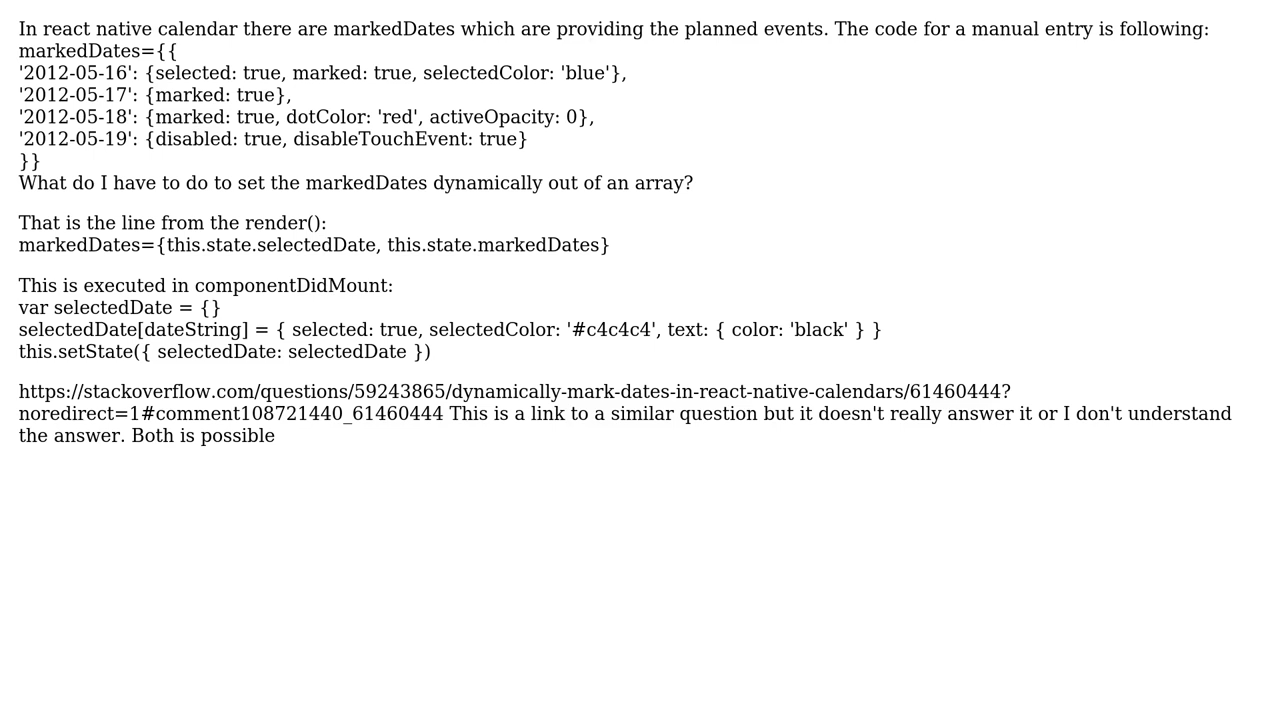 In react native calendar there are markedDates which are providing the planned events. The code for a manual entry is following:
markedDates={{
'2012-05-16': {selected: true, marked: true, selectedColor: 'blue'},
'2012-05-17': {marked: true},
'2012-05-18': {marked: true, dotColor: 'red', activeOpacity: 0},
'2012-05-19': {disabled: true, disableTouchEvent: true}
}}
What do I have to do to set the markedDates dynamically out of an array?
That is the line from the render():
markedDates={this.state.selectedDate, this.state.markedDates}
This is executed in componentDidMount:
var selectedDate = {}
selectedDate[dateString] = { selected: true, selectedColor: '#c4c4c4', text: { color: 'black' } }
this.setState({ selectedDate: selectedDate })
https://stackoverflow.com/questions/59243865/dynamically-mark-dates-in-react-native-calendars/61460444?
noredirect=1#comment108721440_61460444 This is a link to a similar question but it doesn't really answer it or I don't understand
the answer. Both is possible